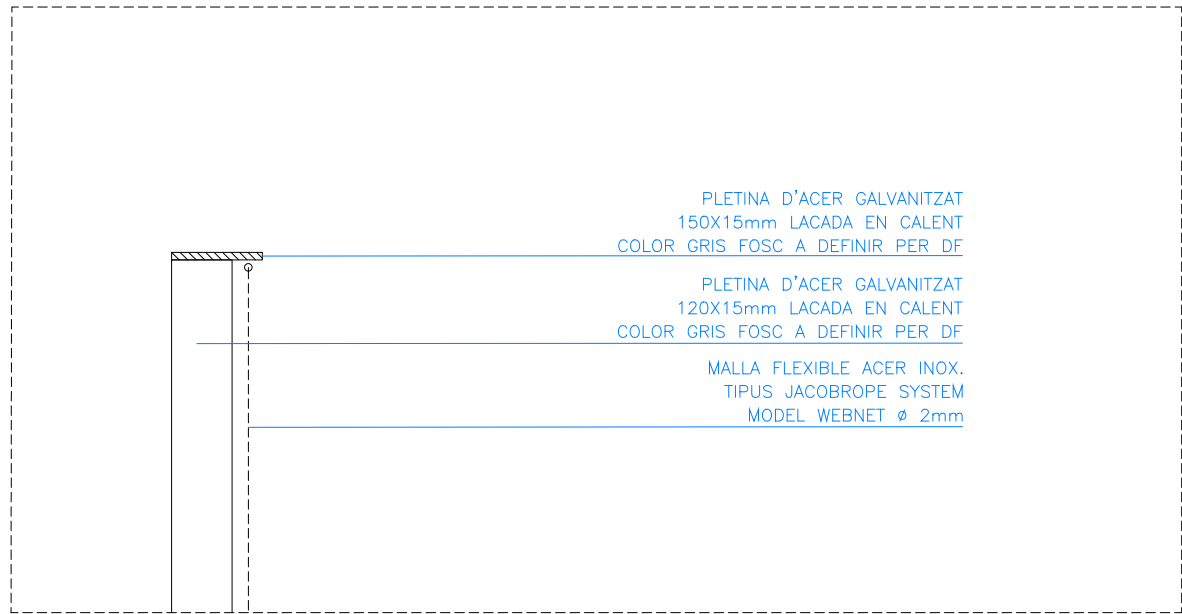 PLETINA D'ACER GALVANITZAT
150X15mm LACADA EN CALENT
COLOR GRIS FOSC A DEFINIR PER DF
PLETINA D'ACER GALVANITZAT
120X15mm LACADA EN CALENT
COLOR GRIS FOSC A DEFINIR PER DF
MALLA FLEXIBLE ACER INOX.
TIPUS JACOBROPE SYSTEM
MODEL WEBNET ø 2mm